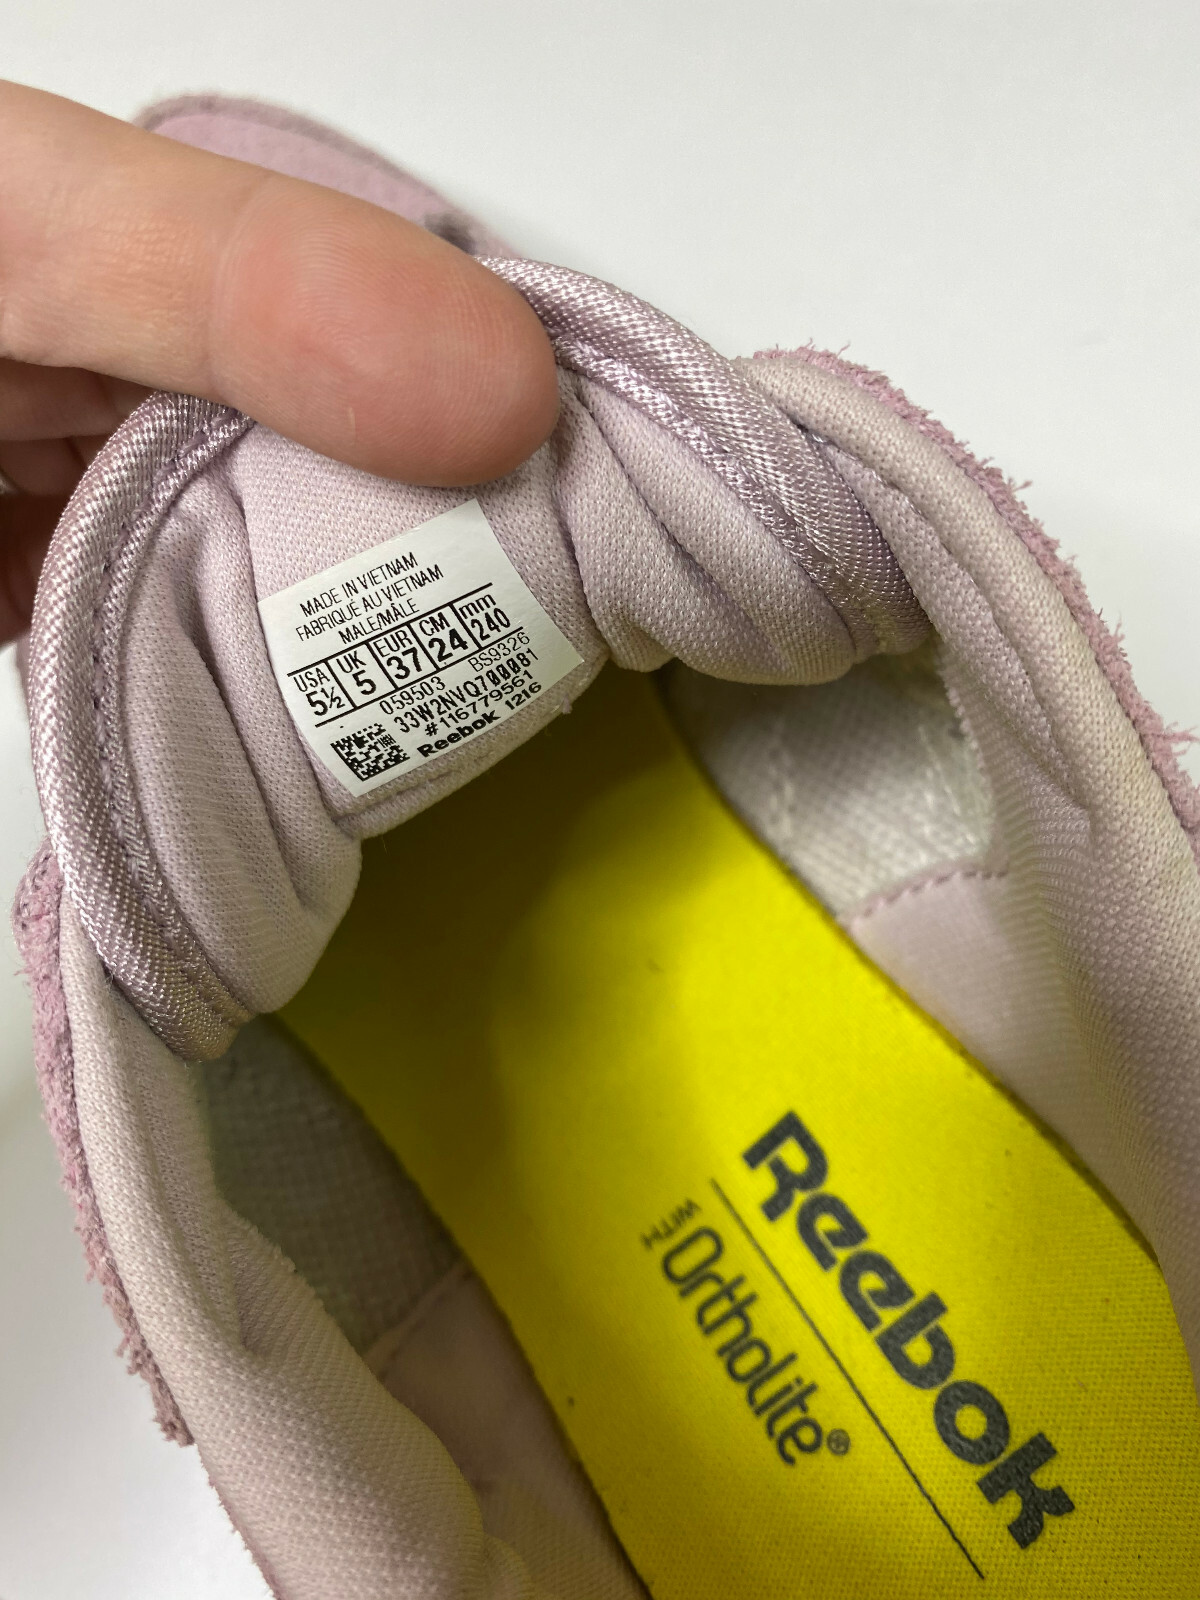 MADE IN VIETNAM
FABRIQUÉ AU VIETNAM
MALE/MÂLE
USA UK EUR CM mm
5½ 5 37 24 240
059503 BS9326
33W2NVQ700081
#116779561
Reebok 1216
Reebok
WITH Ortholite®